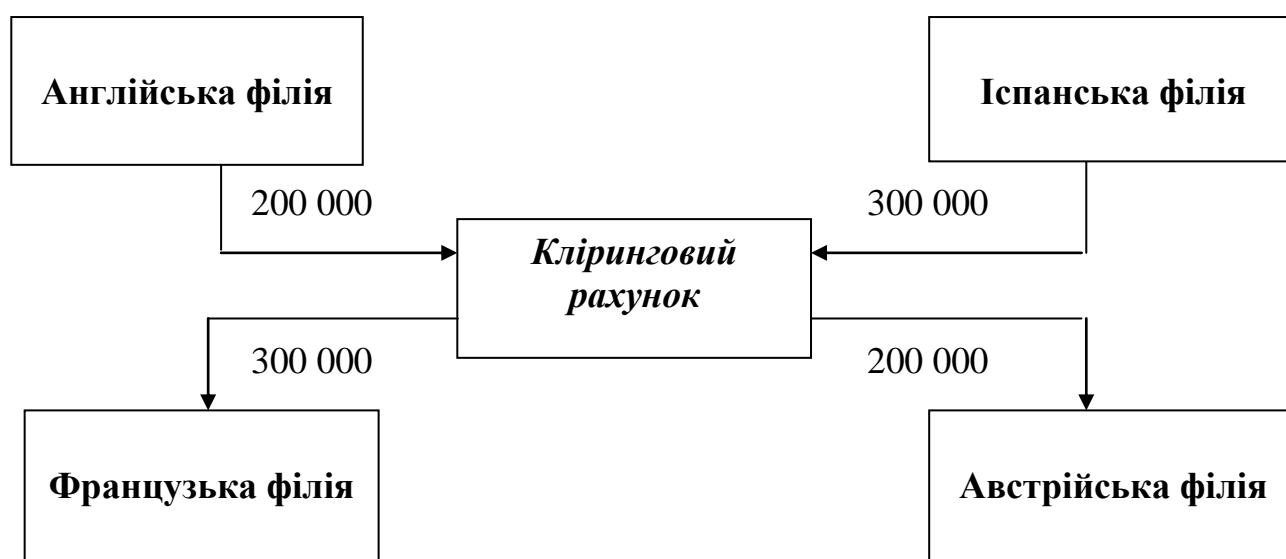 Англійська філія
Іспанська філія
200 000
300 000
Кліринговий
рахунок
300 000
200 000
Французька філія
Австрійська філія